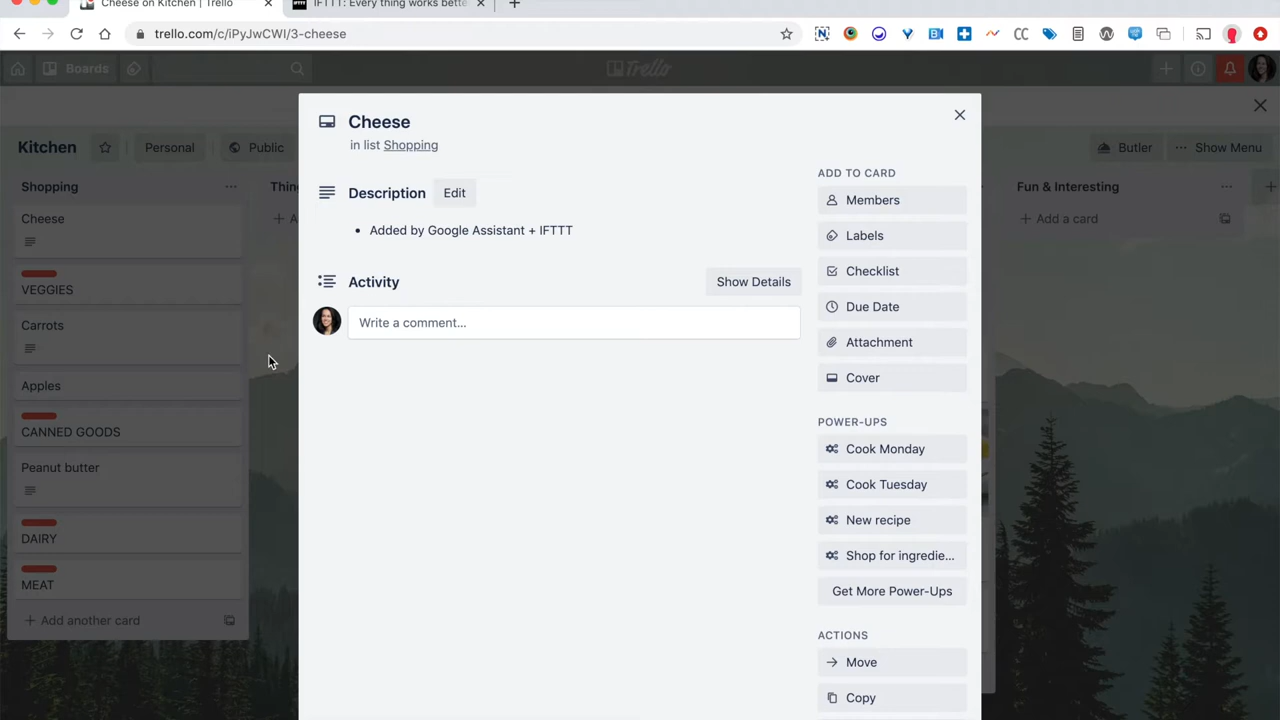 Cheese on Kitchen | Trello
IFTTT: Every thing works bette
trello.com/c/iPyJwCWI/3-cheese
Boards
Trello
Kitchen
Personal
Public
Butler
Show Menu
Shopping
Cheese
VEGGIES
Carrots
Apples
CANNED GOODS
Peanut butter
DAIRY
MEAT
Add another card
Thin
Cheese
in list Shopping
Description Edit
Added by Google Assistant + IFTTT
Activity
Show Details
Write a comment...
ADD TO CARD
Members
Labels
Checklist
Due Date
Attachment
Cover
POWER-UPS
Cook Monday
Cook Tuesday
New recipe
Shop for ingredie...
Get More Power-Ups
ACTIONS
Move
Copy
Fun & Interesting
Add a card